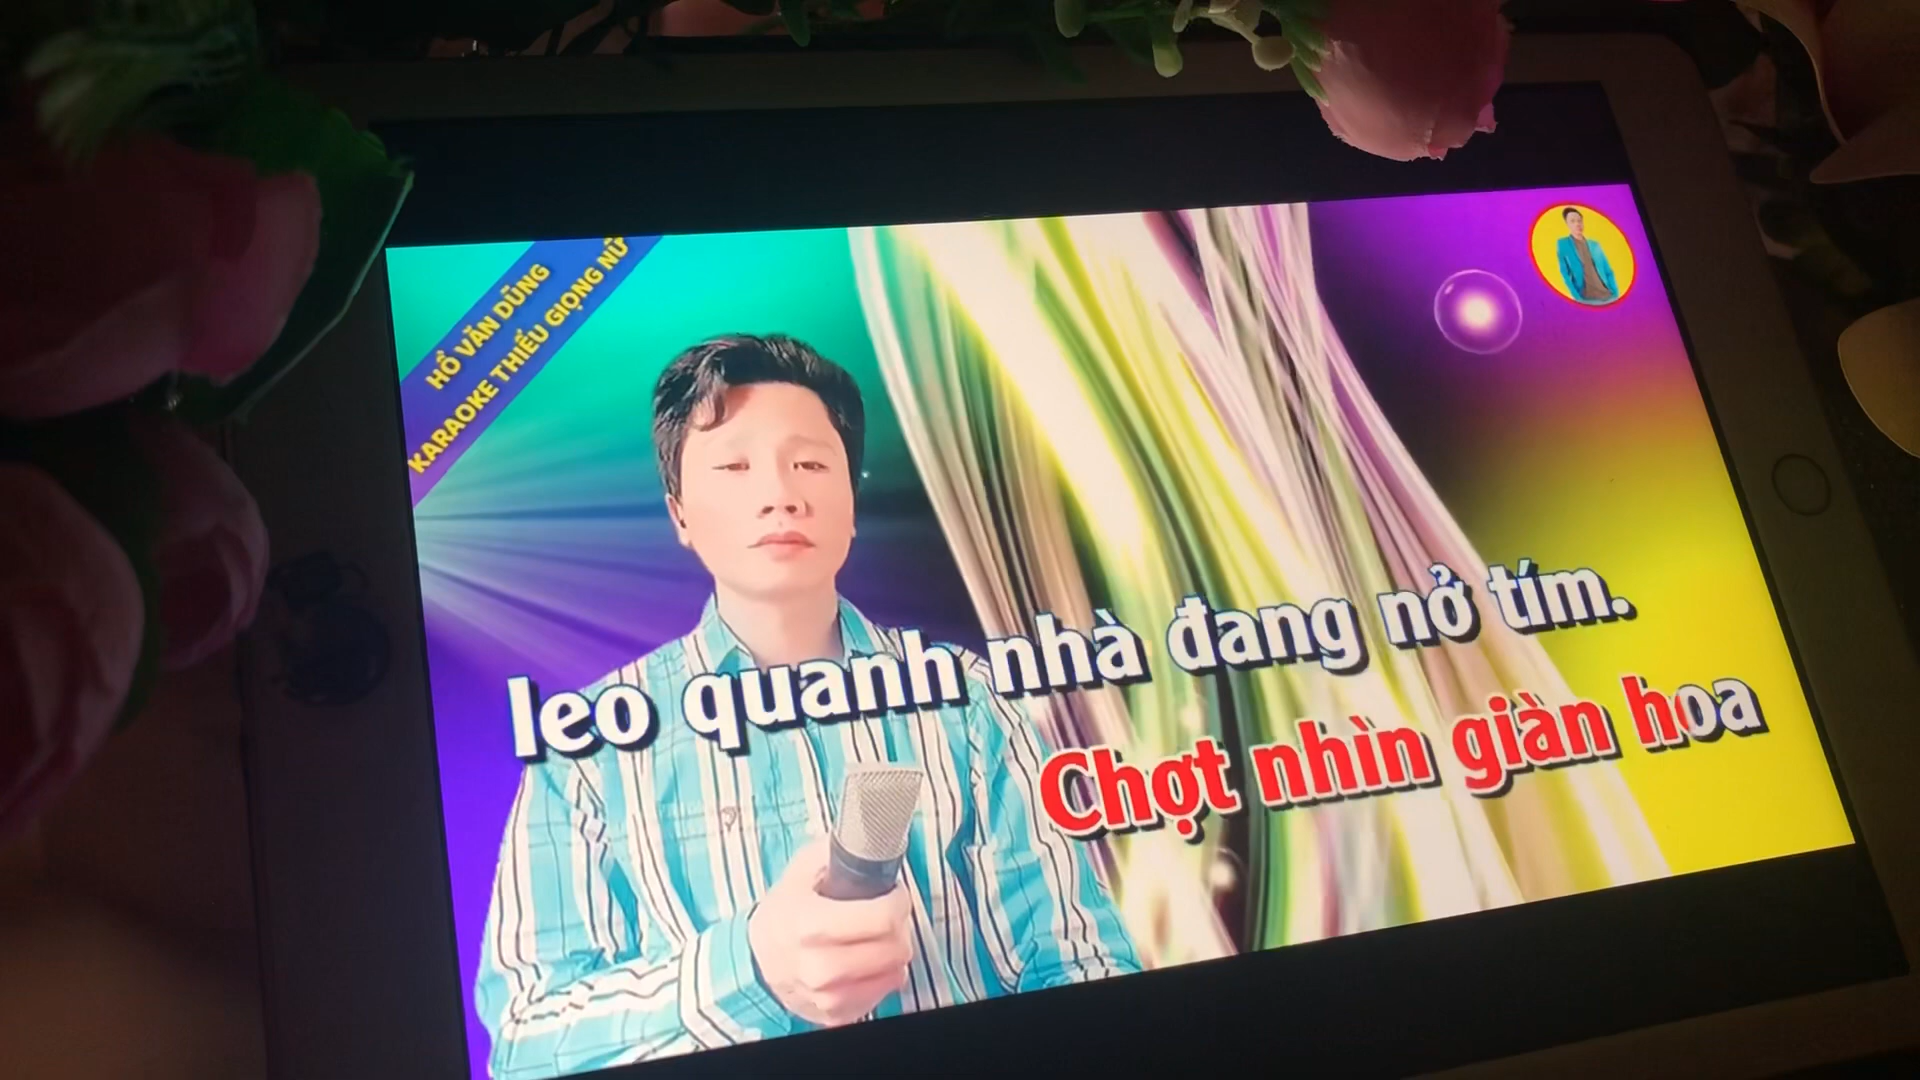 HỒ VĂN DŨNG
KARAOKE THIẾU GIỌNG NỮ
leo quanh nhà đang nở tím.
Chợt nhìn giàn hoa